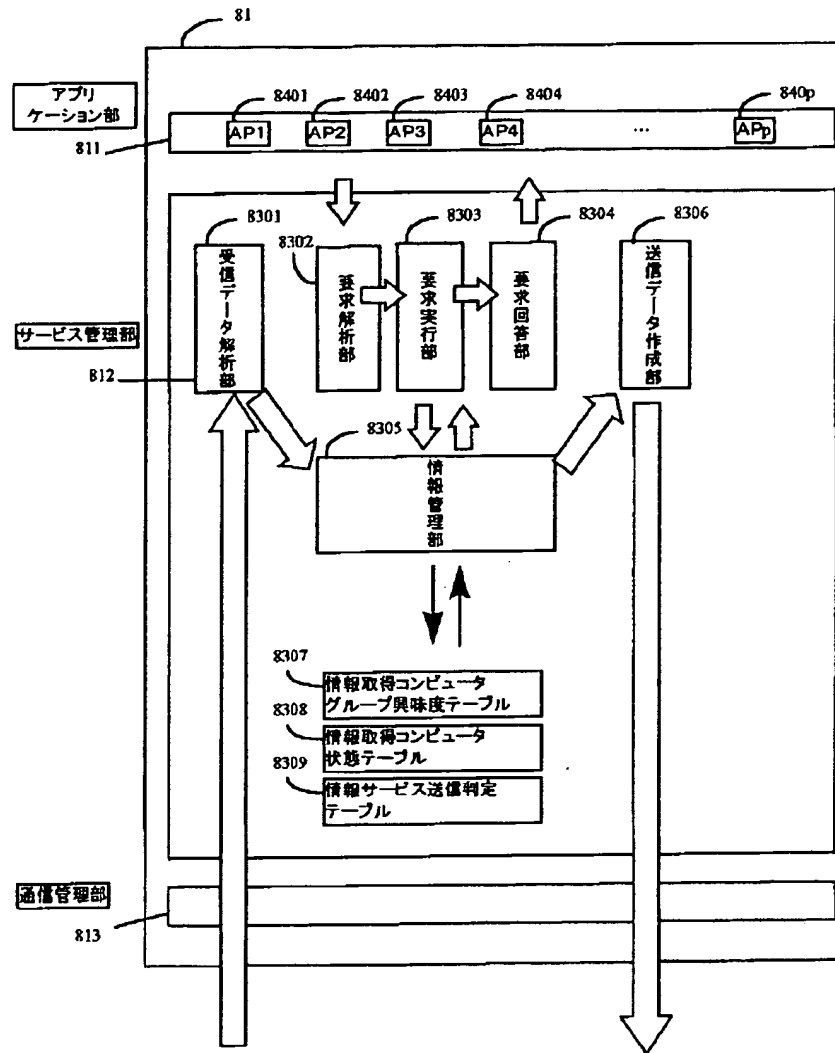 81
アプリ
ケーション部
8401
8402
8403
8404
840p
AP1
AP2
AP3
AP4
…
APp
811
8301
8302
8303
8304
8306
受信データ解析部
要求解析部
要求実行部
要求回答部
送信データ作成部
サービス管理部
812
8305
情報管理部
8307
情報取得コンピュータ
グループ興味度テーブル
8308
情報取得コンピュータ
状態テーブル
8309
情報サービス送信判定
テーブル
通信管理部
813